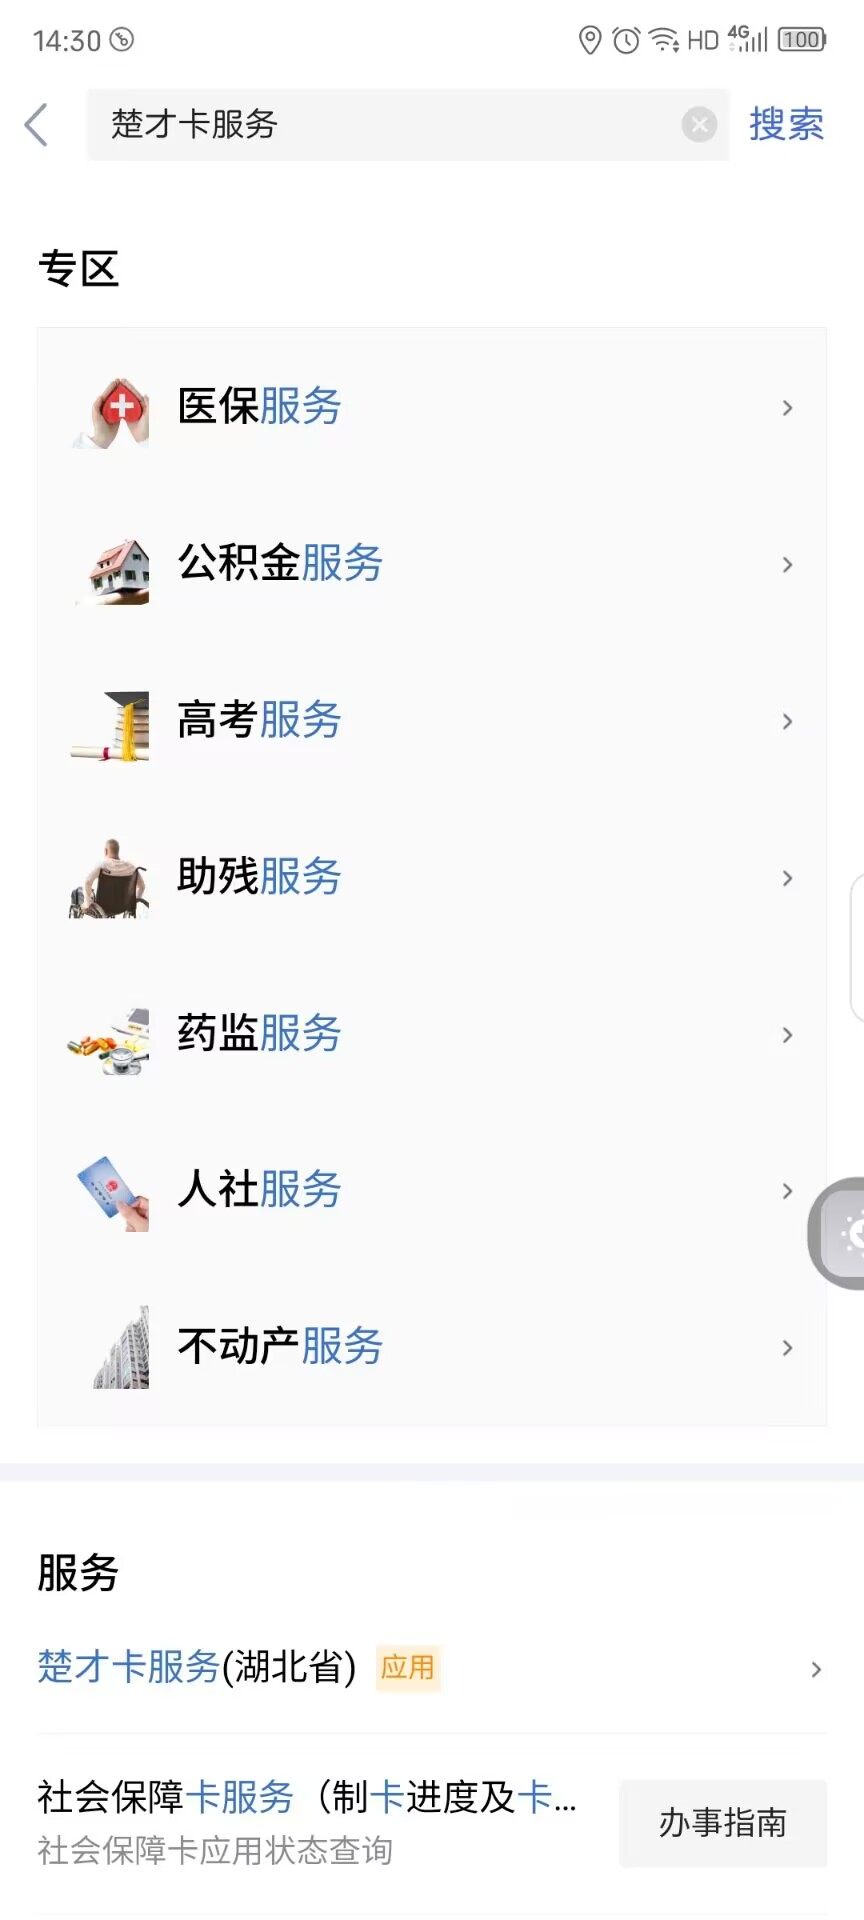 14:30 HD 4G 100
楚才卡服务 搜索
专区
医保服务
公积金服务
高考服务
助残服务
药监服务
人社服务
不动产服务
服务
楚才卡服务(湖北省) 应用
社会保障卡服务（制卡进度及卡...
社会保障卡应用状态查询
办事指南